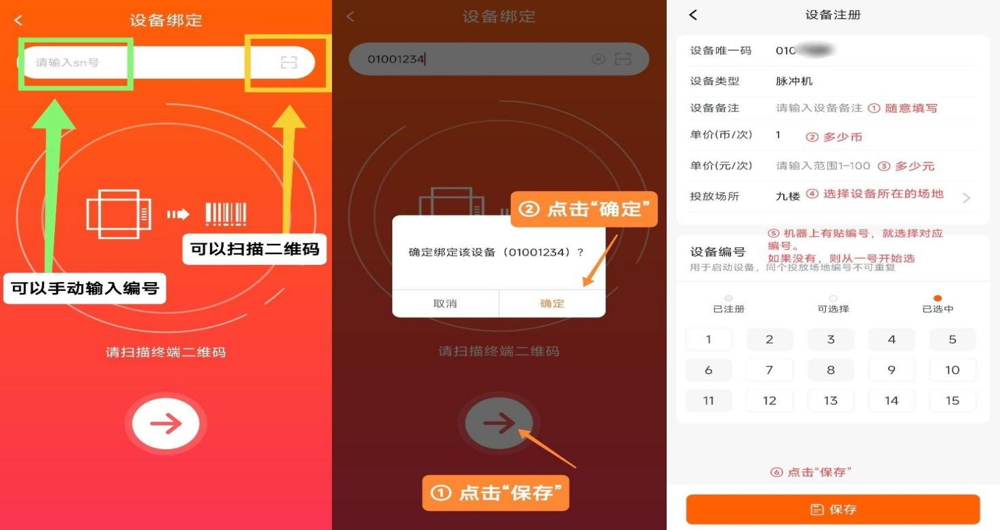 设备绑定
请输入sn号
可以扫描二维码
可以手动输入编号
请扫描终端二维码
设备绑定
01001234
② 点击“确定”
确定绑定该设备（01001234）？
取消
确定
请扫描终端二维码
① 点击“保存”
设备注册
设备唯一码 010
设备类型 脉冲机
设备备注 请输入设备备注 ① 随意填写
单价(币/次) 1 ② 多少币
单价(元/次) 请输入范围1-100 ③ 多少元
投放场所 九楼 ④ 选择设备所在的场地
⑤ 机器上有贴编号，就选择对应
编号。
如果没有，则从一号开始选
设备编号
用于启动设备，同个投放场地编号不可重复
已注册 可选择 已选中
1 2 3 4 5
6 7 8 9 10
11 12 13 14 15
⑥ 点击“保存”
保存